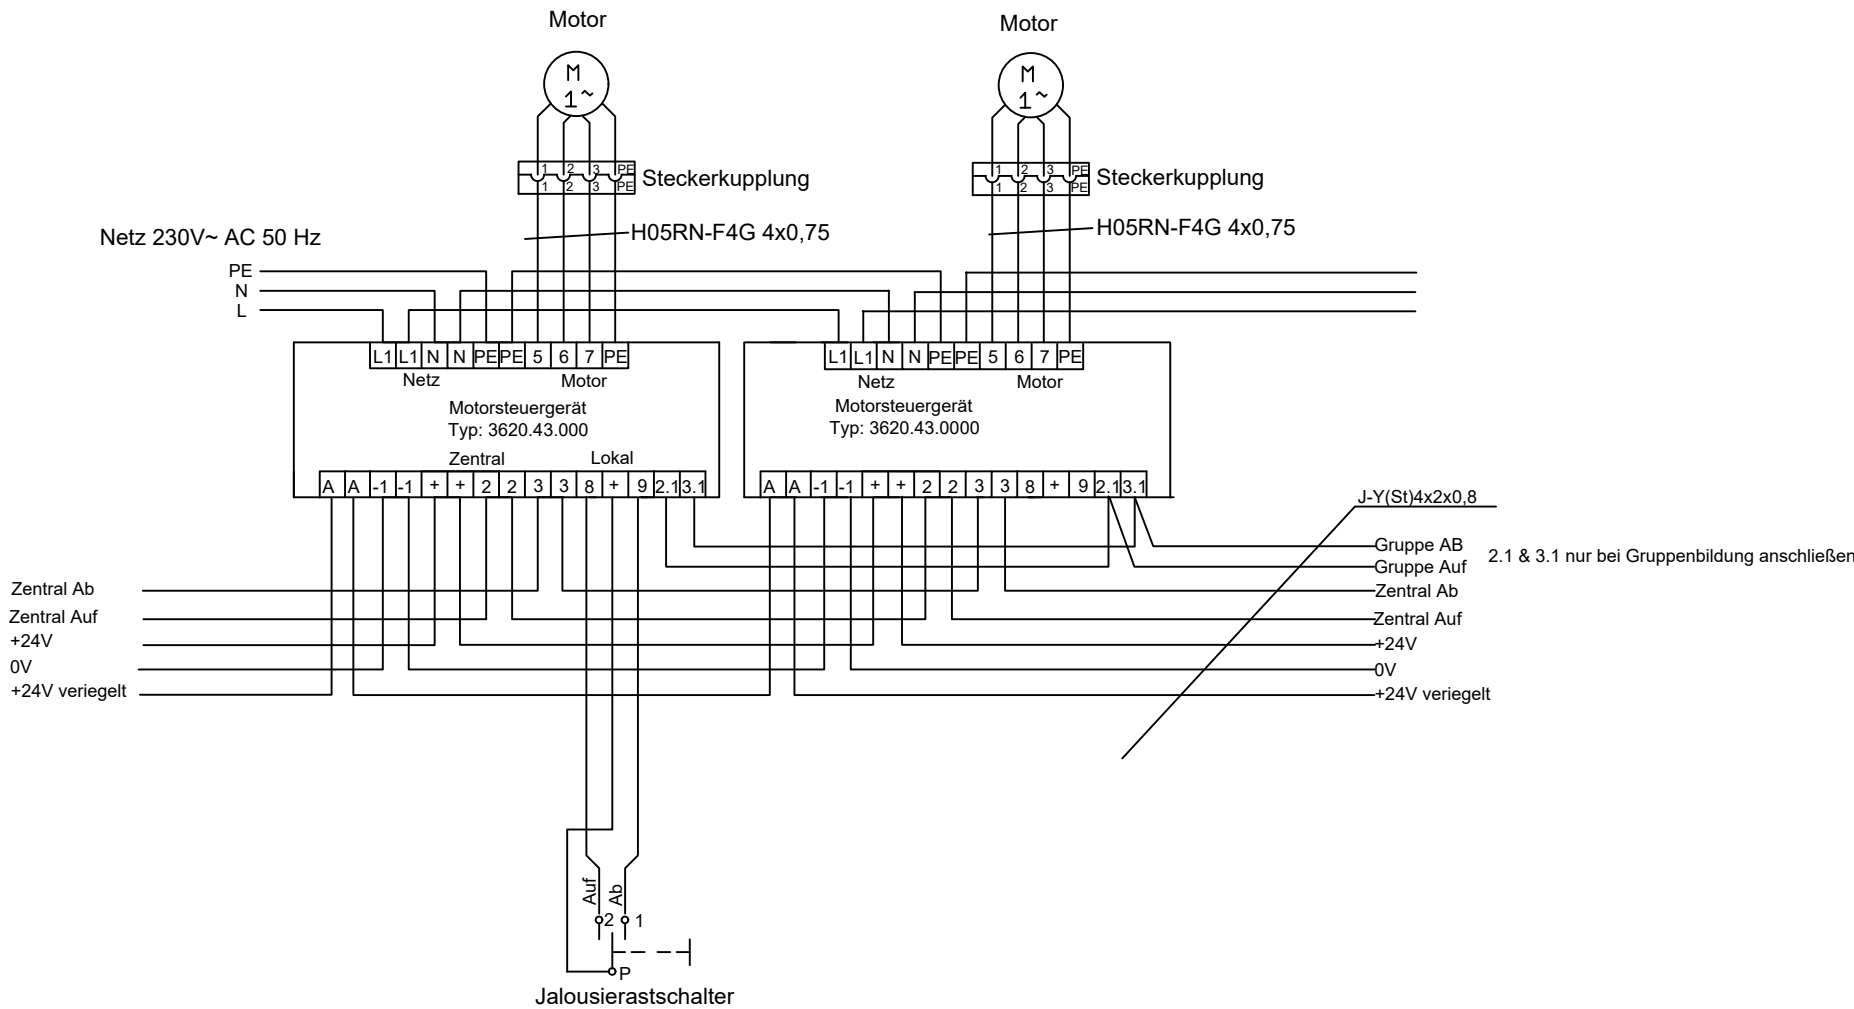 Motor
Motor
M
1~
M
1~
1 2 3 PE
1 2 3 PE
Steckerkupplung
1 2 3 PE
1 2 3 PE
Steckerkupplung
H05RN-F4G 4x0,75
H05RN-F4G 4x0,75
Netz 230V~ AC 50 Hz
PE
N
L
L1 L1 N N PE PE 5 6 7 PE
Netz Motor
Motorsteuergerät
Typ: 3620.43.000
Zentral Lokal
A A -1 -1 + + 2 2 3 3 8 + 9 2.1 3.1
L1 L1 N N PE PE 5 6 7 PE
Netz Motor
Motorsteuergerät
Typ: 3620.43.0000
A A -1 -1 + + 2 2 3 3 8 + 9 2.1 3.1
J-Y(St)4x2x0,8
Gruppe AB
Gruppe Auf
2.1 & 3.1 nur bei Gruppenbildung anschließen
Zentral Ab
Zentral Auf
+24V
0V
+24V veriegelt
Zentral Ab
Zentral Auf
+24V
0V
+24V veriegelt
Auf
Ab
2 1
P
Jalousierastschalter